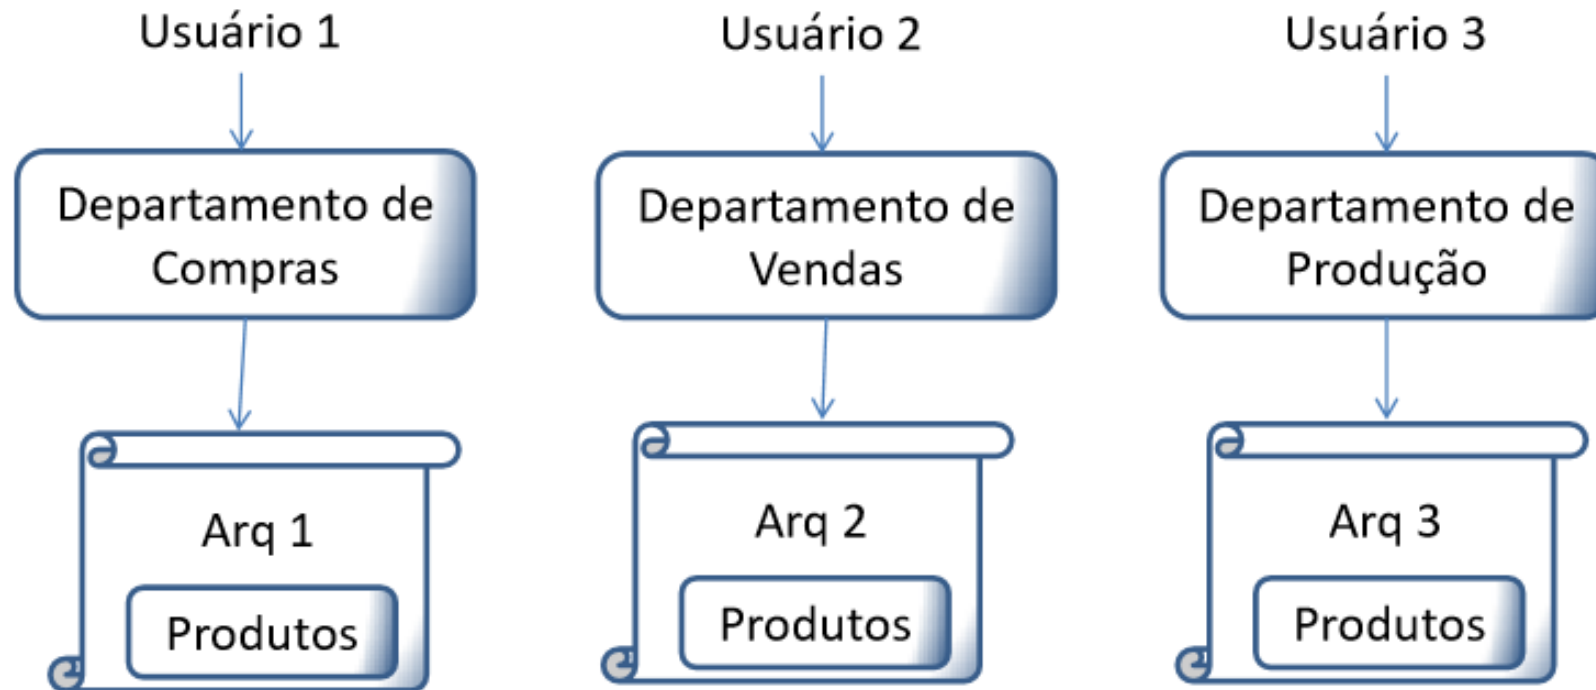 Usuário 1
Usuário 2
Usuário 3
Departamento de
Compras
Departamento de
Vendas
Departamento de
Produção
Arq 1
Produtos
Arq 2
Produtos
Arq 3
Produtos